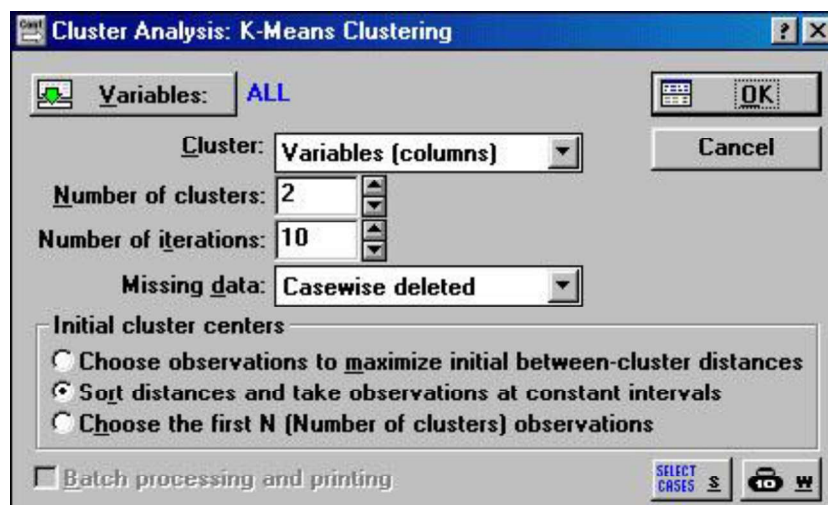 Cluster Analysis: K-Means Clustering
Variables: ALL
OK
Cancel
Cluster: Variables (columns)
Number of clusters: 2
Number of iterations: 10
Missing data: Casewise deleted
Initial cluster centers
Choose observations to maximize initial between-cluster distances
Sort distances and take observations at constant intervals
Choose the first N (Number of clusters) observations
Batch processing and printing
SELECT CASES S
10 W